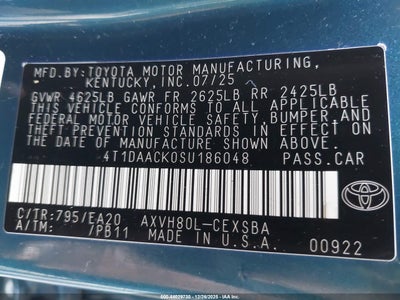 MFD.BY:TOYOTA MOTOR MANUFACTURING,
KENTUCKY,INC.07/25
GVWR 4625LB GAWR FR 2625LB RR 2425LB
THIS VEHICLE CONFORMS TO ALL APPLICABLE
FEDERAL MOTOR VEHICLE SAFETY,BUMPER,AND
THEFT PREVENTION STANDARDS IN EFFECT ON
THE DATE OF MANUFACTURE SHOWN ABOVE.
4T1DAACK0SU186048 PASS.CAR
C/TR:795/EA20 AXVH80L-CEXSBA
A/TM: /PB11 MADE IN U.S.A.
00922
TOYOTA